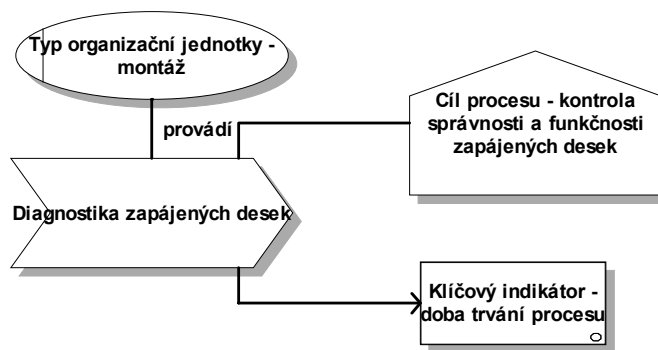 Typ organizační jednotky -
montáž
provádí
Cíl procesu - kontrola
správnosti a funkčnosti
zapájených desek
Diagnostika zapájených desek
Klíčový indikátor -
doba trvání procesu